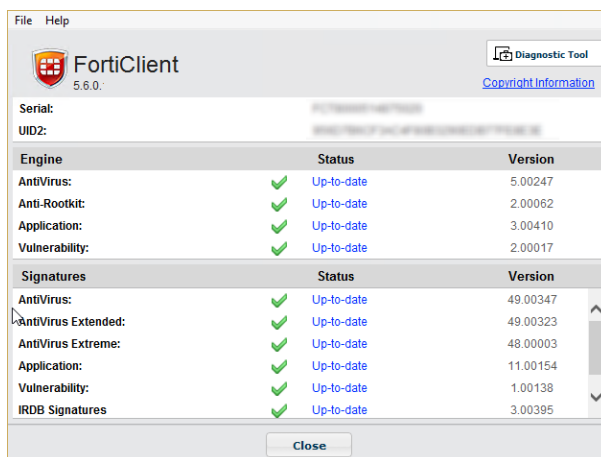 File Help
FortiClient
5.6.0.
Diagnostic Tool
Copyright Information
Serial:
UID2:
Engine Status Version
AntiVirus: Up-to-date 5.00247
Anti-Rootkit: Up-to-date 2.00062
Application: Up-to-date 3.00410
Vulnerability: Up-to-date 2.00017
Signatures Status Version
AntiVirus: Up-to-date 49.00347
AntiVirus Extended: Up-to-date 49.00323
AntiVirus Extreme: Up-to-date 48.00003
Application: Up-to-date 11.00154
Vulnerability: Up-to-date 1.00138
IRDB Signatures Up-to-date 3.00395
Close